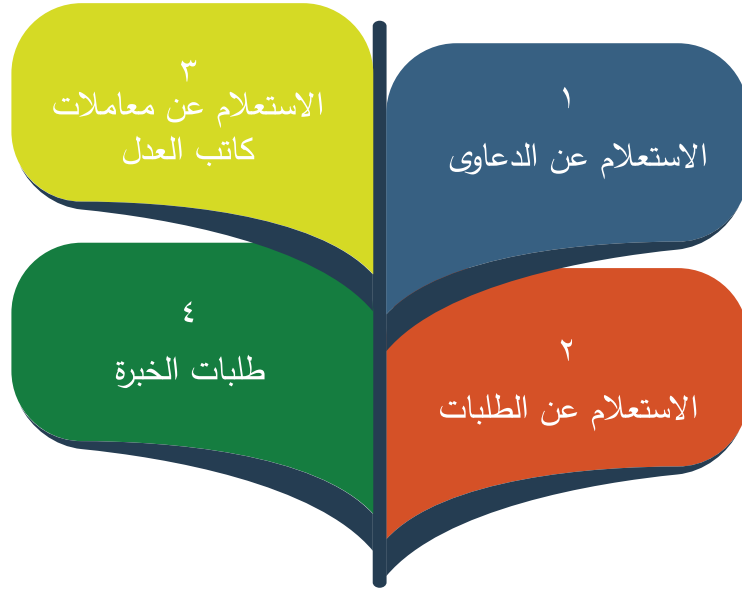 ١
الاستعلام عن الدعاوى
٢
الاستعلام عن الطلبات
٣
الاستعلام عن معاملات
كاتب العدل
٤
طلبات الخبرة